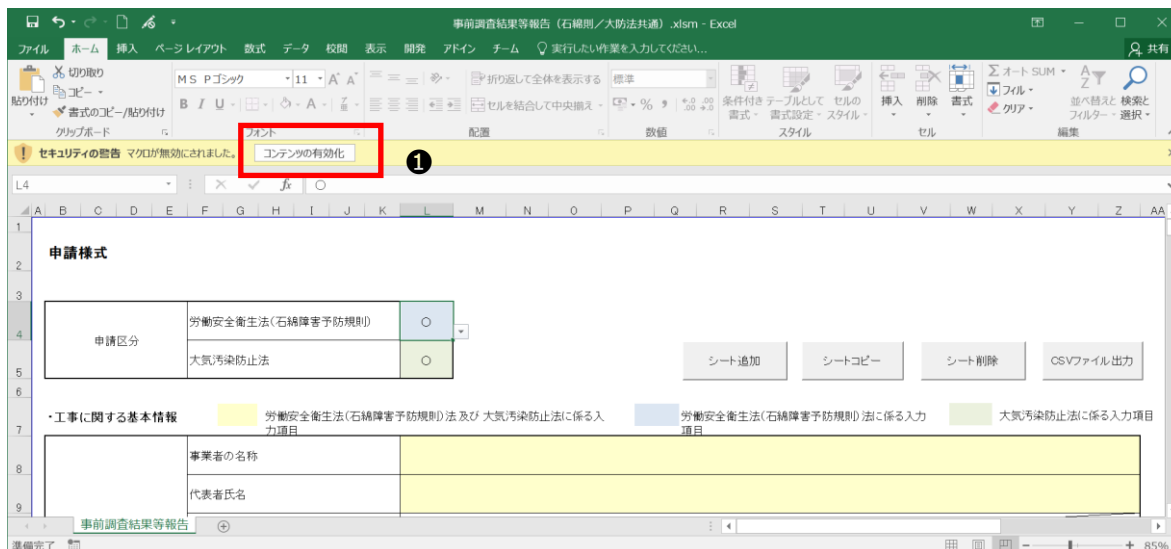 事前調査結果等報告（石綿則／大防法共通）.xlsm - Excel
ファイル ホーム 挿入 ページ レイアウト 数式 データ 校閲 表示 開発 アドイン チーム 実行したい作業を入力してください... 共有
貼り付け 切り取り コピー 書式のコピー/貼り付け
ＭＳ Ｐゴシック 11
B I U
折り返して全体を表示する
セルを結合して中央揃え
標準
条件付き書式 テーブルとして書式設定 セルのスタイル
挿入 削除 書式
Σ オート SUM フィル クリア
並べ替えとフィルター 検索と選択
クリップボード フォント 配置 数値 スタイル セル 編集
セキュリティの警告 マクロが無効にされました。 コンテンツの有効化
❶
L4 fx ○
A B C D E F G H I J K L M N O P Q R S T U V W X Y Z AA
1
2 申請様式
3
4 申請区分 労働安全衛生法(石綿障害予防規則) ○
5 大気汚染防止法 ○ シート追加 シートコピー シート削除 CSVファイル出力
6
7 ・工事に関する基本情報 労働安全衛生法(石綿障害予防規則)法及び 大気汚染防止法に係る入力項目 労働安全衛生法(石綿障害予防規則)法に係る入力項目 大気汚染防止法に係る入力項目
8 事業者の名称
9 代表者氏名
事前調査結果等報告
準備完了 85%